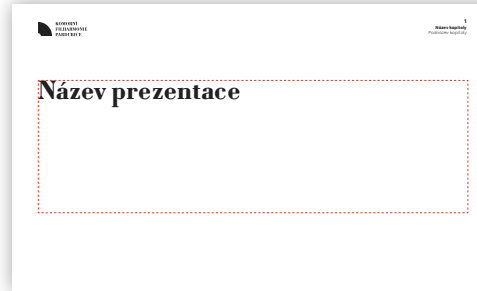 KOMORNÍ
FILHARMONIE
PARDUBICE
1
Název kapitoly
Podnázev kapitoly
Název prezentace